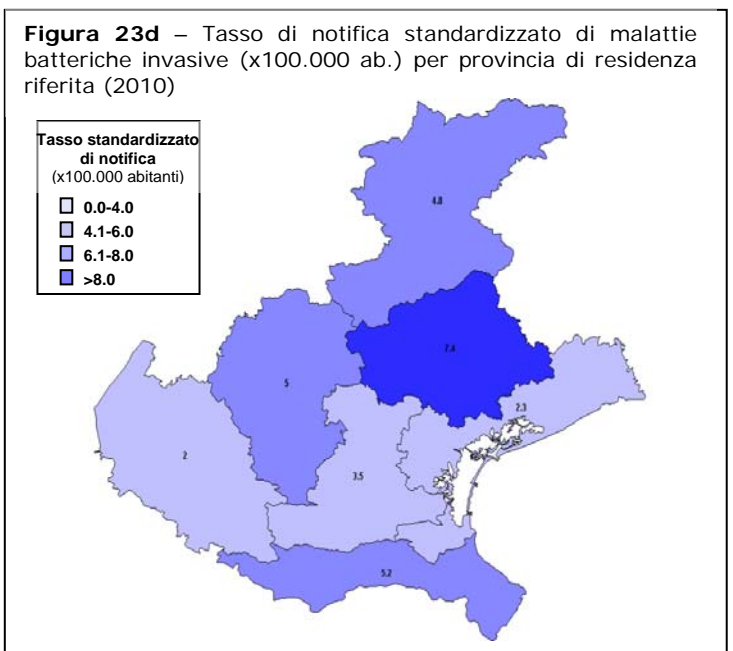 Figura 23d – Tasso di notifica standardizzato di malattie
batteriche invasive (x100.000 ab.) per provincia di residenza
riferita (2010)
Tasso standardizzato
di notifica
(x100.000 abitanti)
0.0-4.0
4.1-6.0
6.1-8.0
>8.0
5
2.3
2
3.5
5.2